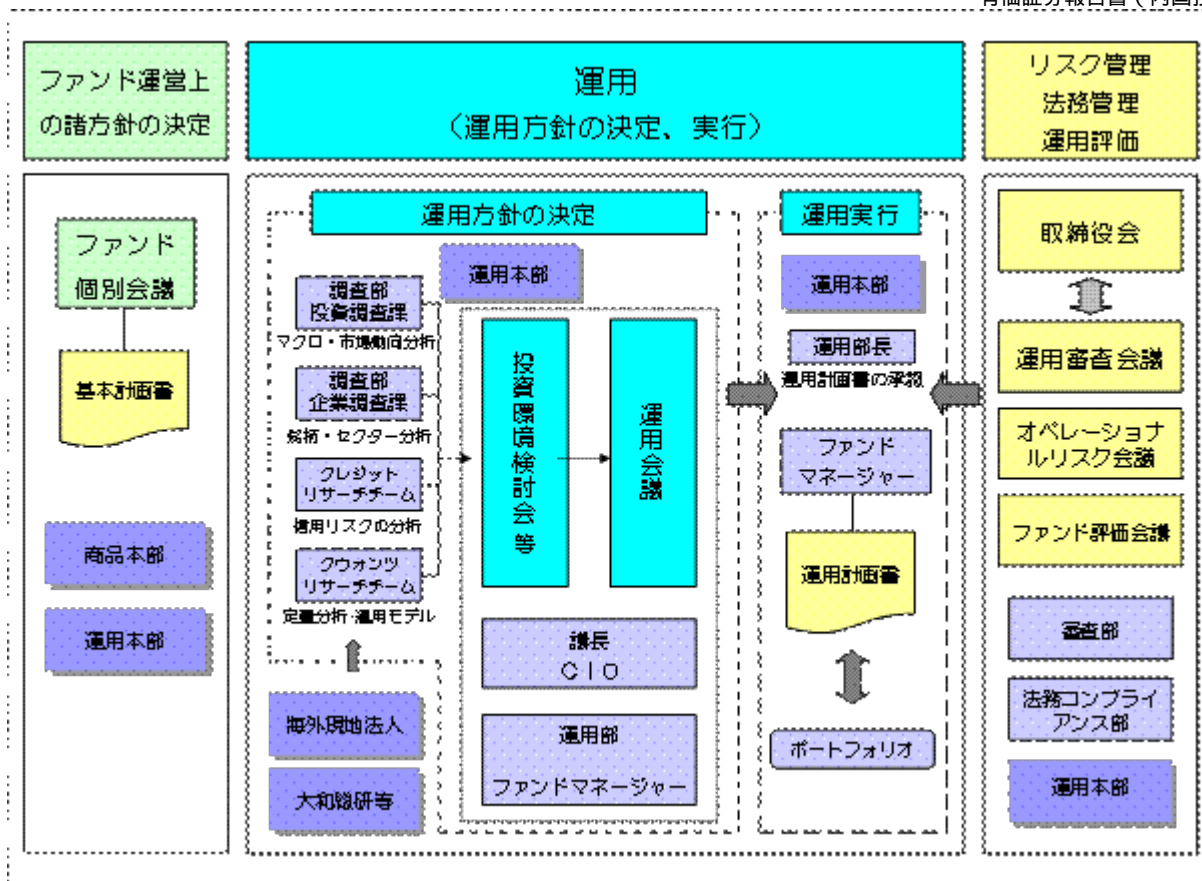 有価証券報告書(内国投
ファンド運営上
の諸方針の決定
運用
(運用方針の決定、実行)
リスク管理
法務管理
運用評価
ファンド
個別会議
基本計画書
商品本部
運用本部
運用方針の決定
運用本部
調査部
投資調査課
マクロ・市場動向分析
調査部
企業調査課
銘柄・セクター分析
クレジット
リサーチチーム
信用リスクの分析
クウォンツ
リサーチチーム
定量分析・運用モデル
海外現地法人
大和総研等
投資環境検討会等
運用会議
議長
CIO
運用部
ファンドマネージャー
運用実行
運用本部
運用部長
運用計画書の承認
ファンド
マネージャー
運用計画書
ポートフォリオ
取締役会
運用審査会議
オペレーショナ
ルリスク会議
ファンド評価会議
審査部
法務コンプライ
アンス部
運用本部